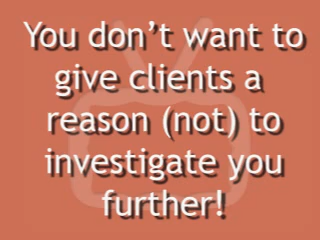 You don’t want to
give clients a
reason (not) to
investigate you
further!